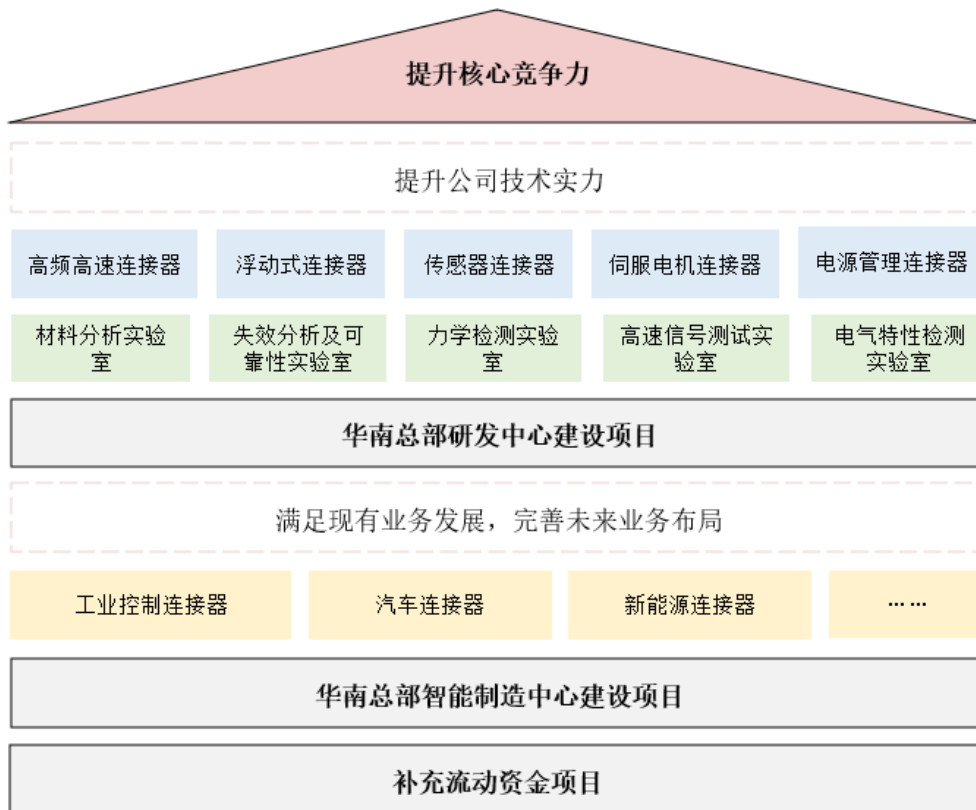 提升核心竞争力
提升公司技术实力
高频高速连接器
浮动式连接器
传感器连接器
伺服电机连接器
电源管理连接器
材料分析实验
室
失效分析及可
靠性实验室
力学检测实验
室
高速信号测试实
验室
电气特性检测
实验室
华南总部研发中心建设项目
满足现有业务发展，完善未来业务布局
工业控制连接器
汽车连接器
新能源连接器
... ...
华南总部智能制造中心建设项目
补充流动资金项目